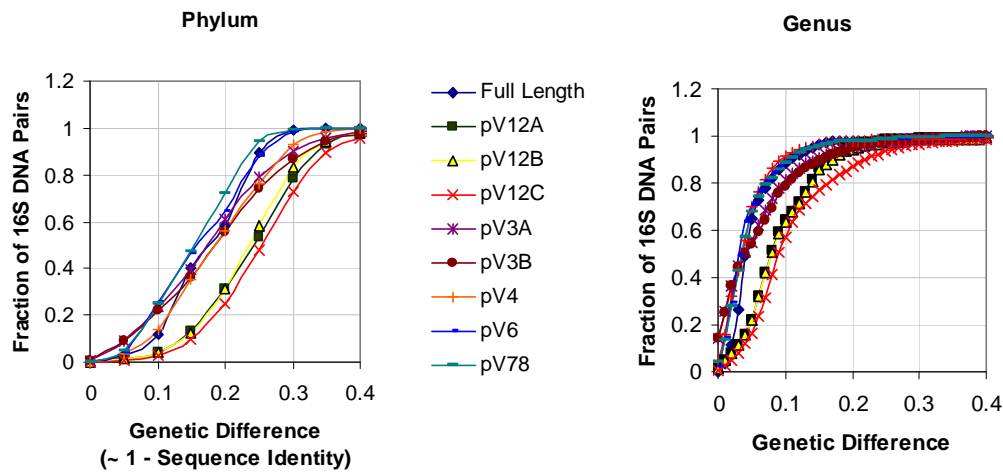 Phylum
Fraction of 16S DNA Pairs
1.2
1
0.8
0.6
0.4
0.2
0
0 0.1 0.2 0.3 0.4
Genetic Difference
(~ 1 - Sequence Identity)
Full Length
pV12A
pV12B
pV12C
pV3A
pV3B
pV4
pV6
pV78
Genus
Fraction of 16S DNA Pairs
1.2
1
0.8
0.6
0.4
0.2
0
0 0.1 0.2 0.3 0.4
Genetic Difference